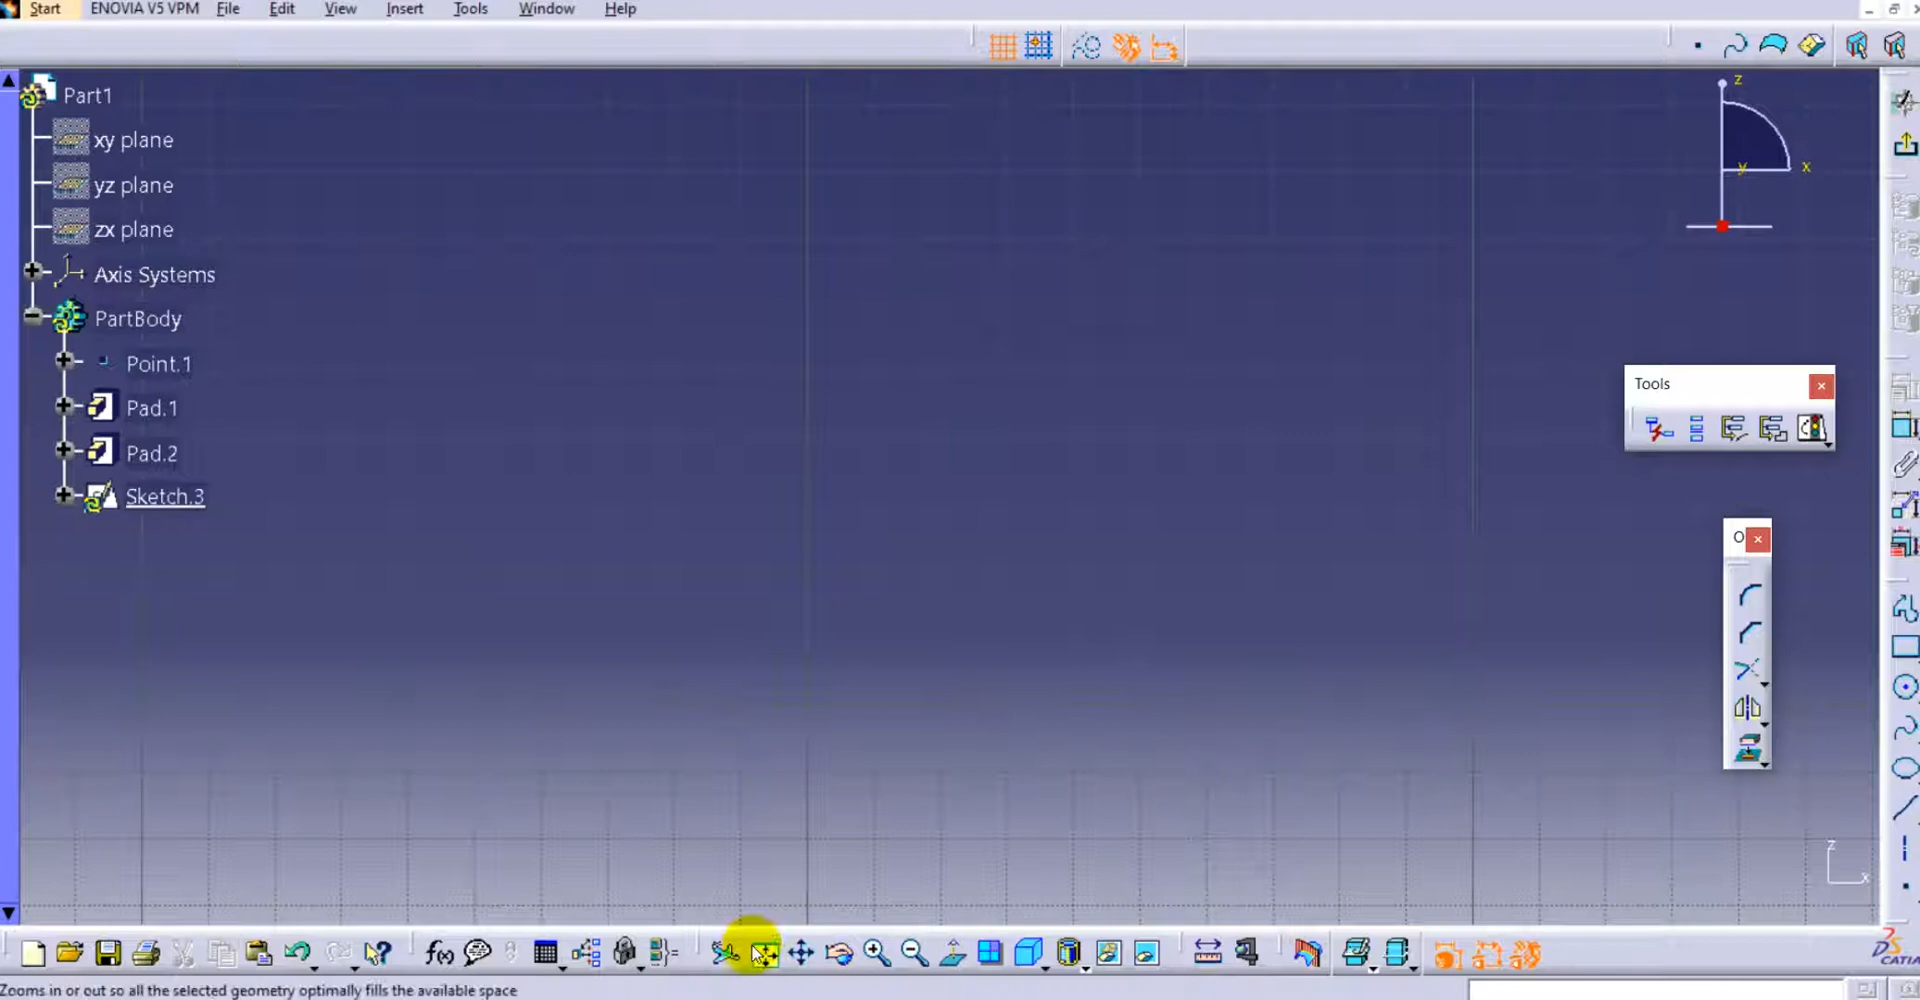 Start ENOVIA V5 VPM File Edit View Insert Tools Window Help
Part1
xy plane
yz plane
zx plane
Axis Systems
PartBody
Point.1
Pad.1
Pad.2
Sketch.3
z
y x
Tools
O
z
x
f(x)
CATIA
Zooms in or out so all the selected geometry optimally fills the available space